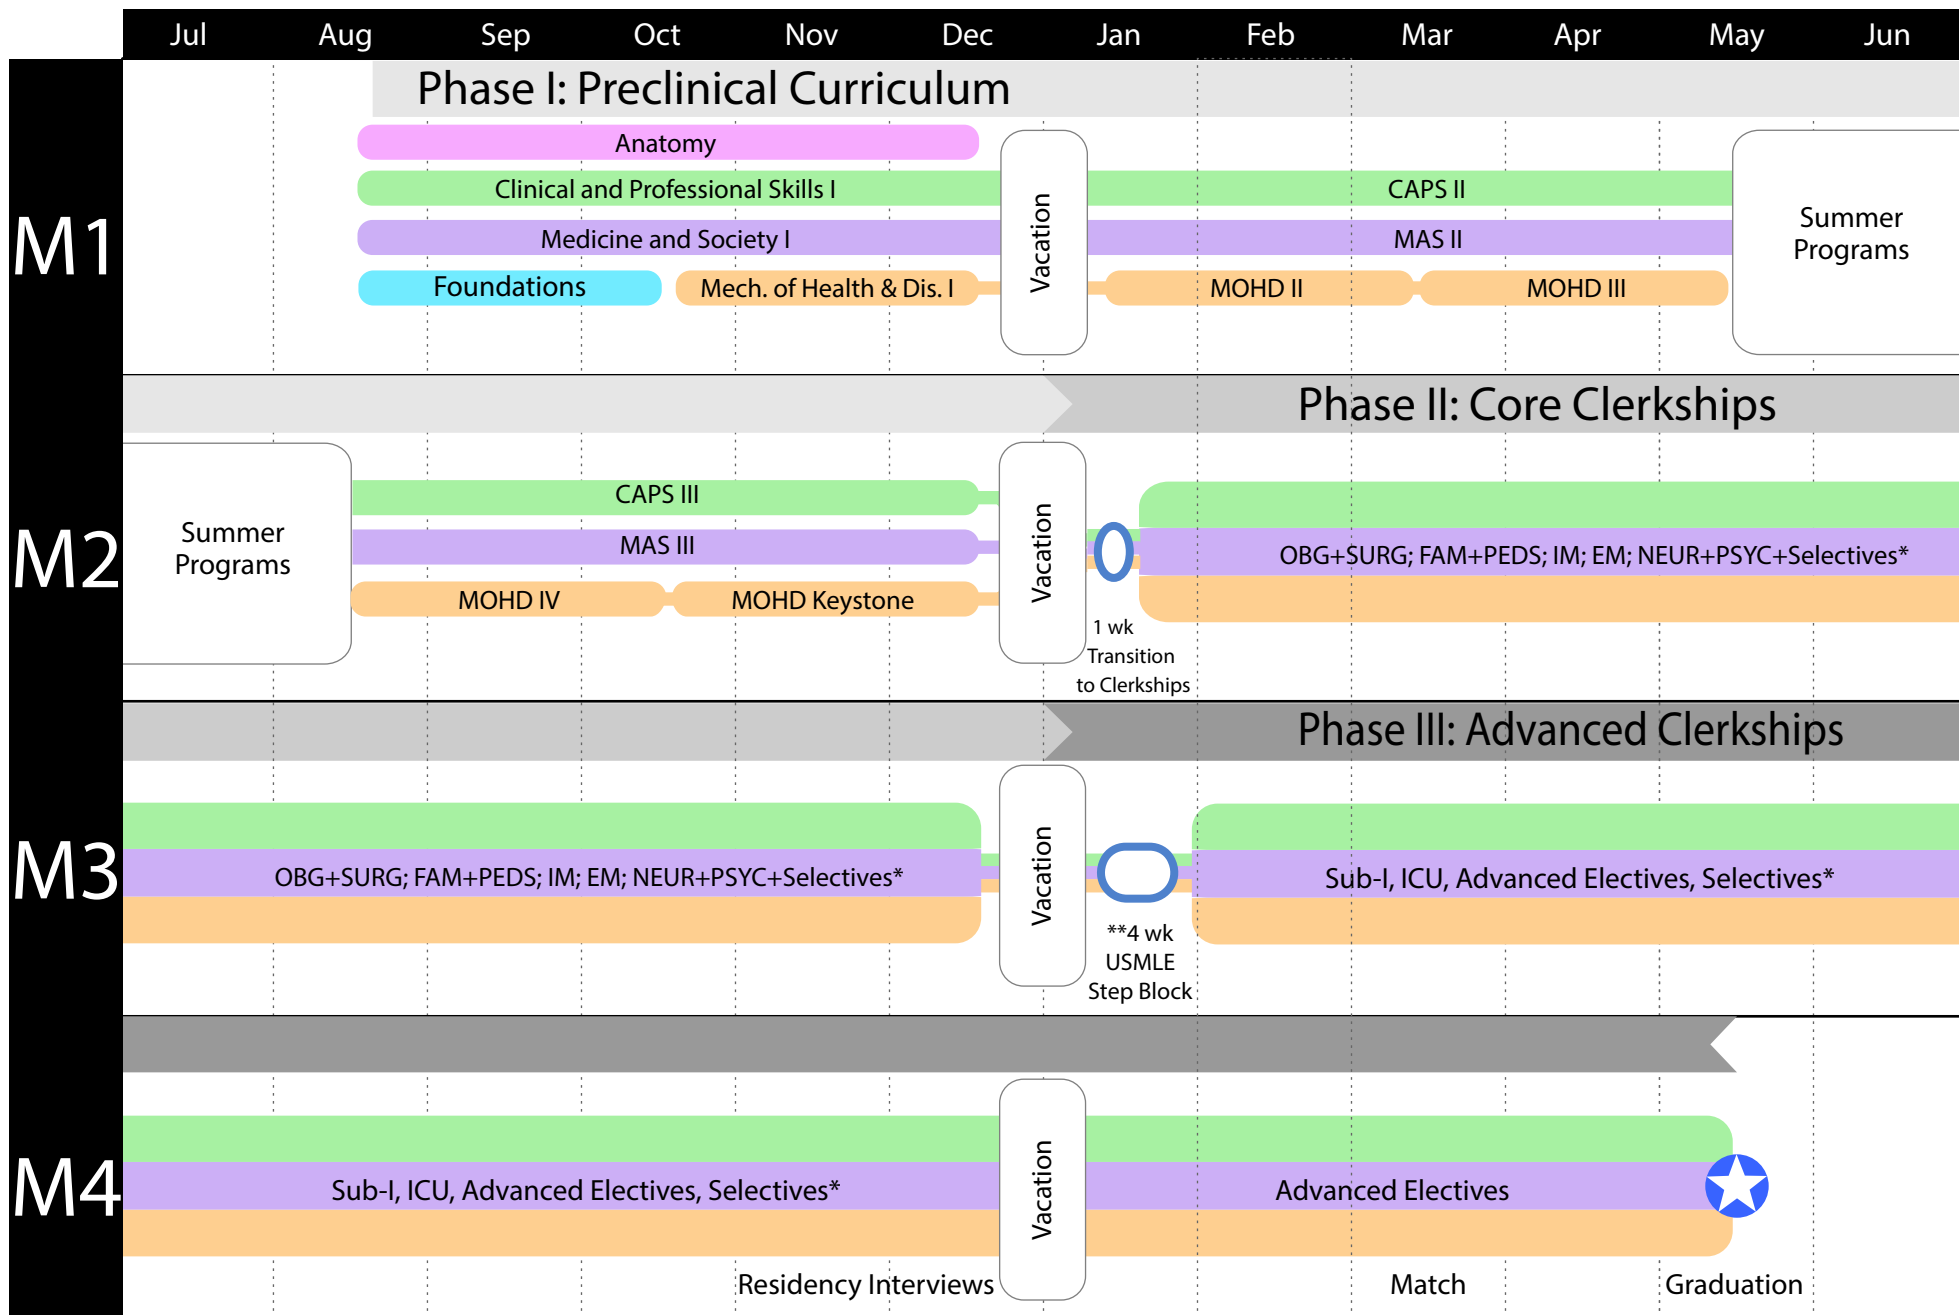 Jul Aug Sep Oct Nov Dec Jan Feb Mar Apr May Jun
M1
Phase I: Preclinical Curriculum
Anatomy
Clinical and Professional Skills I
CAPS II
Medicine and Society I
MAS II
Foundations
Mech. of Health & Dis. I
Vacation
MOHD II
MOHD III
Summer
Programs
M2
Phase II: Core Clerkships
Summer
Programs
CAPS III
MAS III
MOHD IV
MOHD Keystone
Vacation
1 wk
Transition
to Clerkships
OBG+SURG; FAM+PEDS; IM; EM; NEUR+PSYC+Selectives*
M3
Phase III: Advanced Clerkships
OBG+SURG; FAM+PEDS; IM; EM; NEUR+PSYC+Selectives*
Vacation
**4 wk
USMLE
Step Block
Sub-I, ICU, Advanced Electives, Selectives*
M4
Sub-I, ICU, Advanced Electives, Selectives*
Vacation
Advanced Electives
Residency Interviews
Match
Graduation